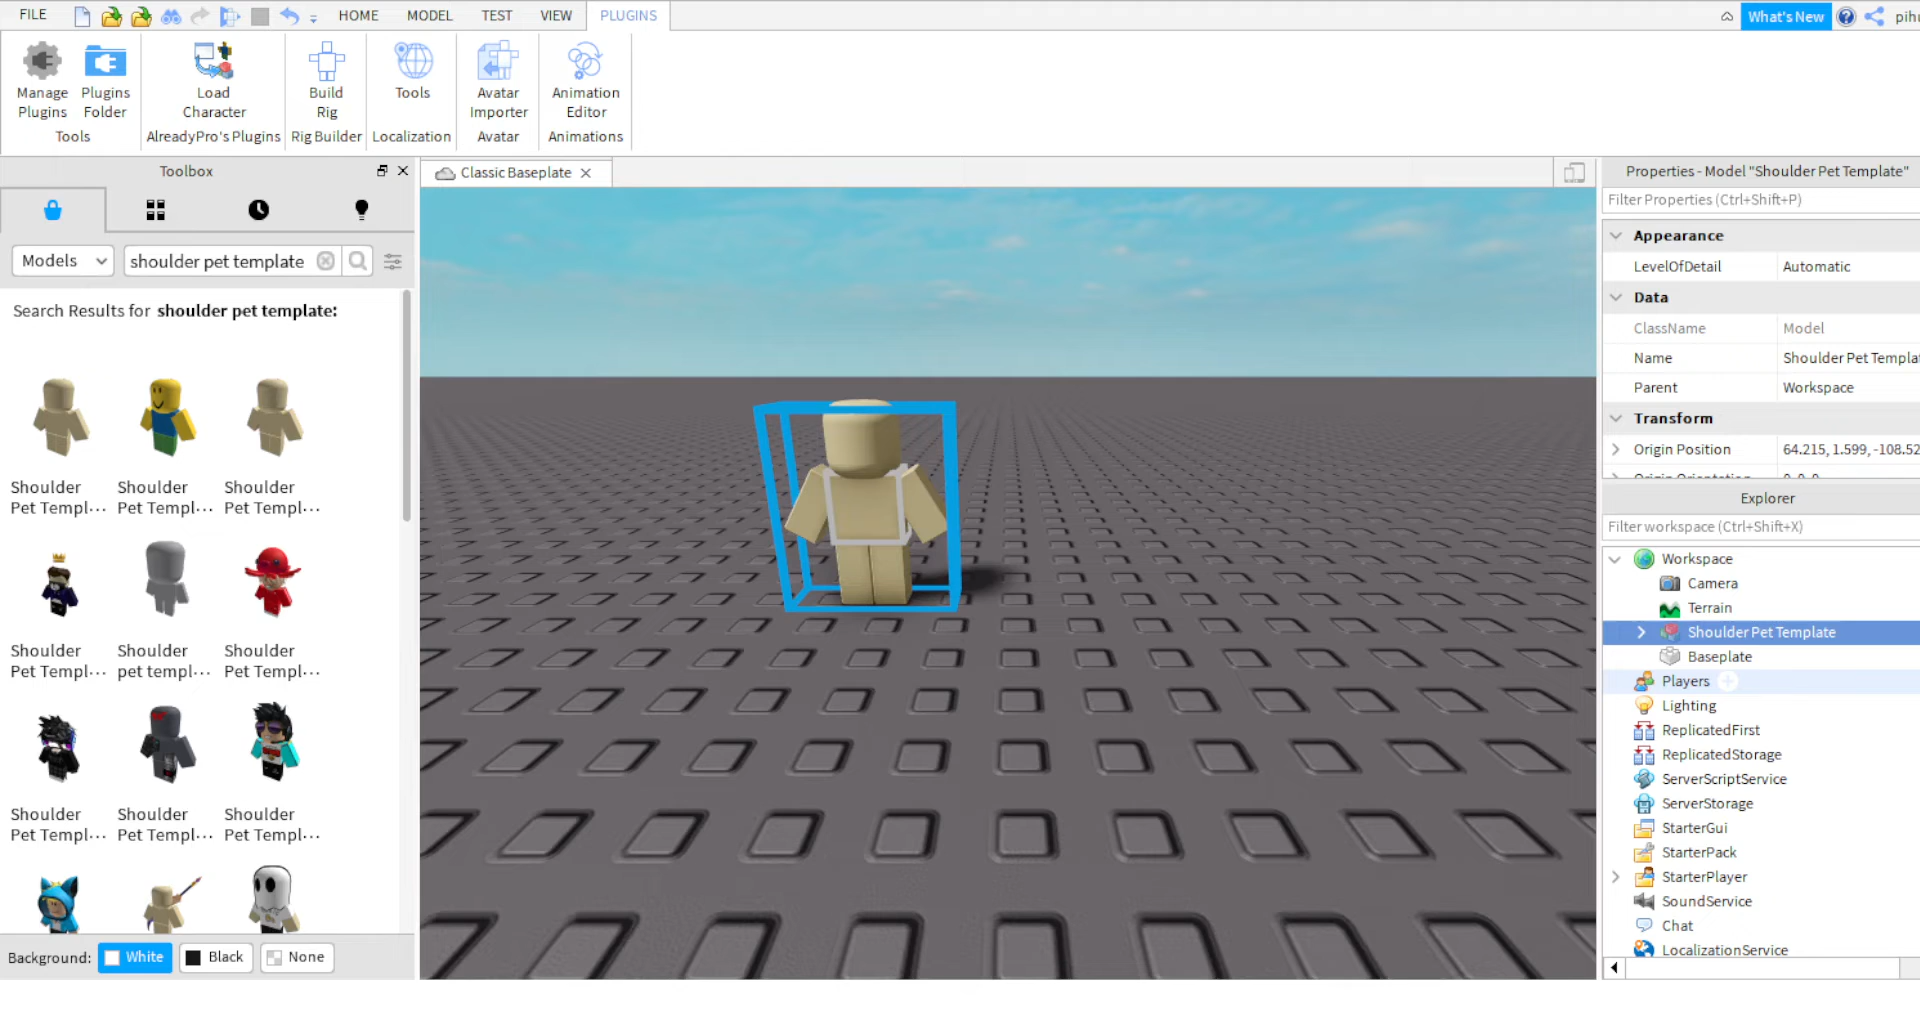 FILE HOME MODEL TEST VIEW PLUGINS What's New
Manage Plugins Plugins Folder Load Character Build Rig Tools Avatar Importer Animation Editor
Tools AlreadyPro's Plugins Rig Builder Localization Avatar Animations
Toolbox
Classic Baseplate
Models shoulder pet template
Search Results for shoulder pet template:
Shoulder Shoulder Shoulder
Pet Templ... Pet Templ... Pet Templ...
Shoulder Shoulder Shoulder
Pet Templ... pet templ... Pet Templ...
Shoulder Shoulder Shoulder
Pet Templ... Pet Templ... Pet Templ...
Background: White Black None
Properties - Model "Shoulder Pet Template"
Filter Properties (Ctrl+Shift+P)
Appearance
LevelOfDetail Automatic
Data
ClassName Model
Name Shoulder Pet Templa
Parent Workspace
Transform
Origin Position 64.215, 1.599, -108.52
Explorer
Filter workspace (Ctrl+Shift+X)
Workspace
Camera
Terrain
Shoulder Pet Template
Baseplate
Players
Lighting
ReplicatedFirst
ReplicatedStorage
ServerScriptService
ServerStorage
StarterGui
StarterPack
StarterPlayer
SoundService
Chat
LocalizationService